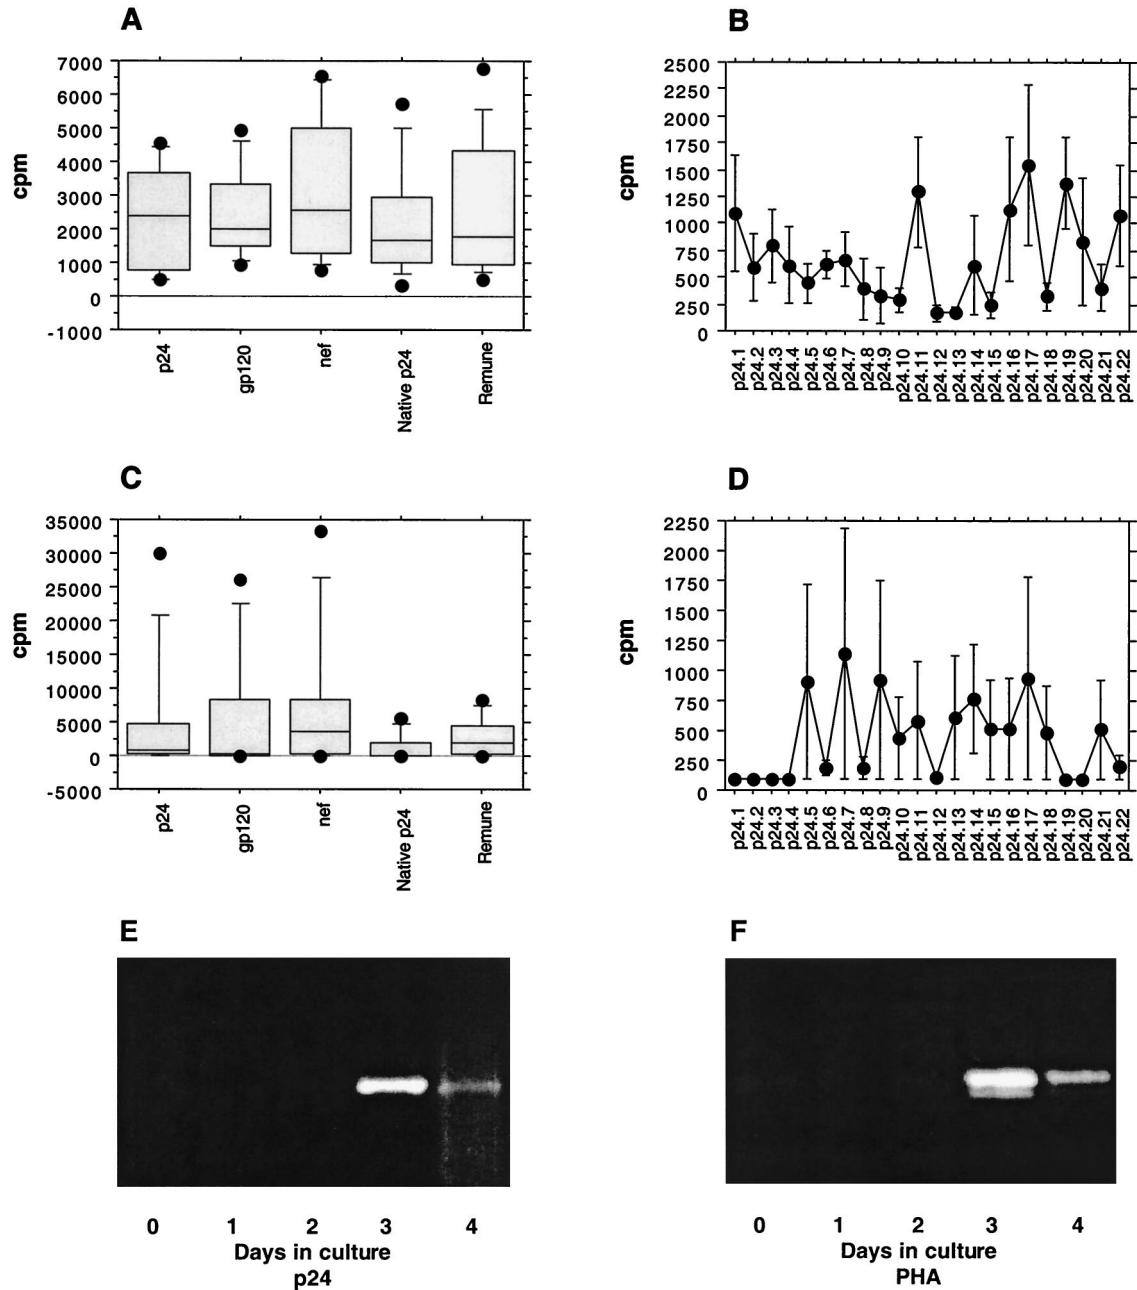 A
7000
6000
5000
4000
3000
2000
1000
0
-1000
cpm
p24
gp120
nef
Native p24
Remune
B
2500
2250
2000
1750
1500
1250
1000
750
500
250
0
cpm
p24.1
p24.2
p24.3
p24.4
p24.5
p24.6
p24.7
p24.8
p24.9
p24.10
p24.11
p24.12
p24.13
p24.14
p24.15
p24.16
p24.17
p24.18
p24.19
p24.20
p24.21
p24.22
C
35000
30000
25000
20000
15000
10000
5000
0
-5000
cpm
p24
gp120
nef
Native p24
Remune
D
2250
2000
1750
1500
1250
1000
750
500
250
0
cpm
p24.1
p24.2
p24.3
p24.4
p24.5
p24.6
p24.7
p24.8
p24.9
p24.10
p24.11
p24.12
p24.13
p24.14
p24.15
p24.16
p24.17
p24.18
p24.19
p24.20
p24.21
p24.22
E
0 1 2 3 4
Days in culture
p24
F
0 1 2 3 4
Days in culture
PHA